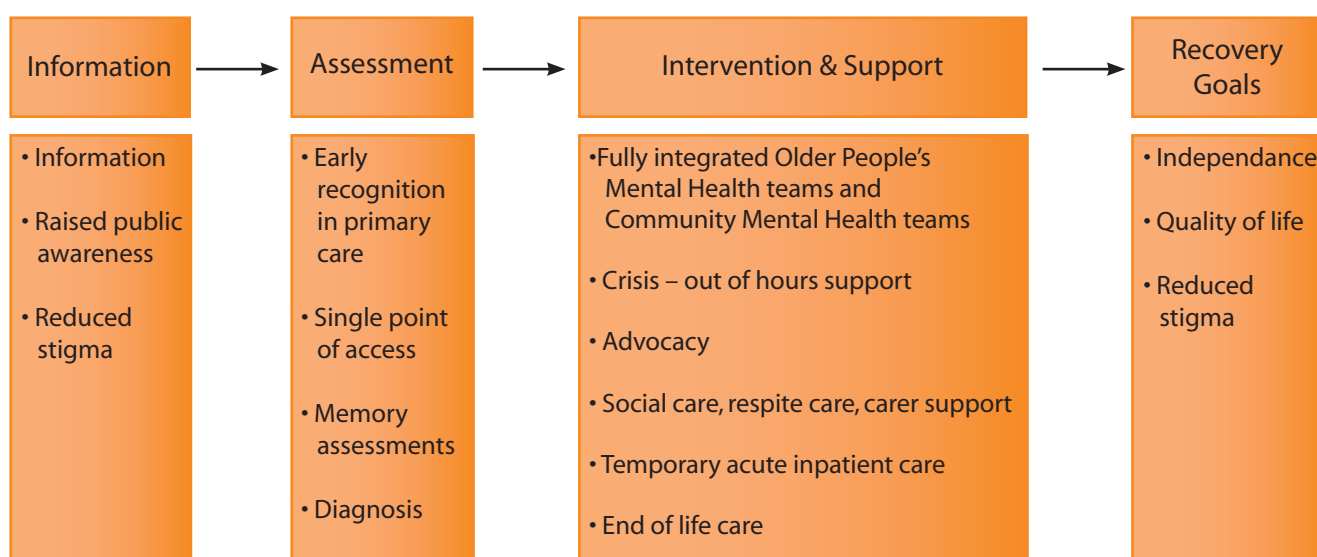 Information
Assessment
Intervention & Support
Recovery
Goals
• Information
• Raised public
awareness
• Reduced
stigma
• Early
recognition
in primary
care
• Single point
of access
• Memory
assessments
• Diagnosis
•Fully integrated Older People’s
Mental Health teams and
Community Mental Health teams
• Crisis – out of hours support
• Advocacy
• Social care, respite care, carer support
• Temporary acute inpatient care
• End of life care
• Independance
• Quality of life
• Reduced
stigma